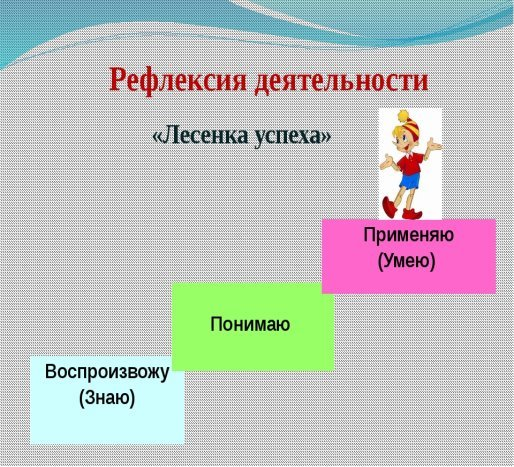 Рефлексия деятельности
«Лесенка успеха»
Применяю
(Умею)
Понимаю
Воспроизвожу
(Знаю)